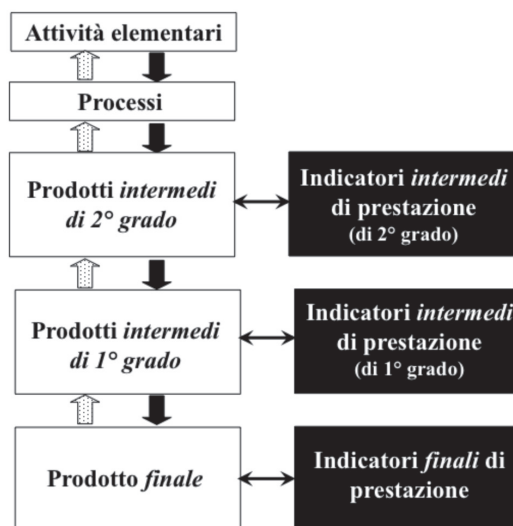 Attività elementari
Processi
Prodotti intermedi
di 2° grado
Indicatori intermedi
di prestazione
(di 2° grado)
Prodotti intermedi
di 1° grado
Indicatori intermedi
di prestazione
(di 1° grado)
Prodotto finale
Indicatori finali di
prestazione